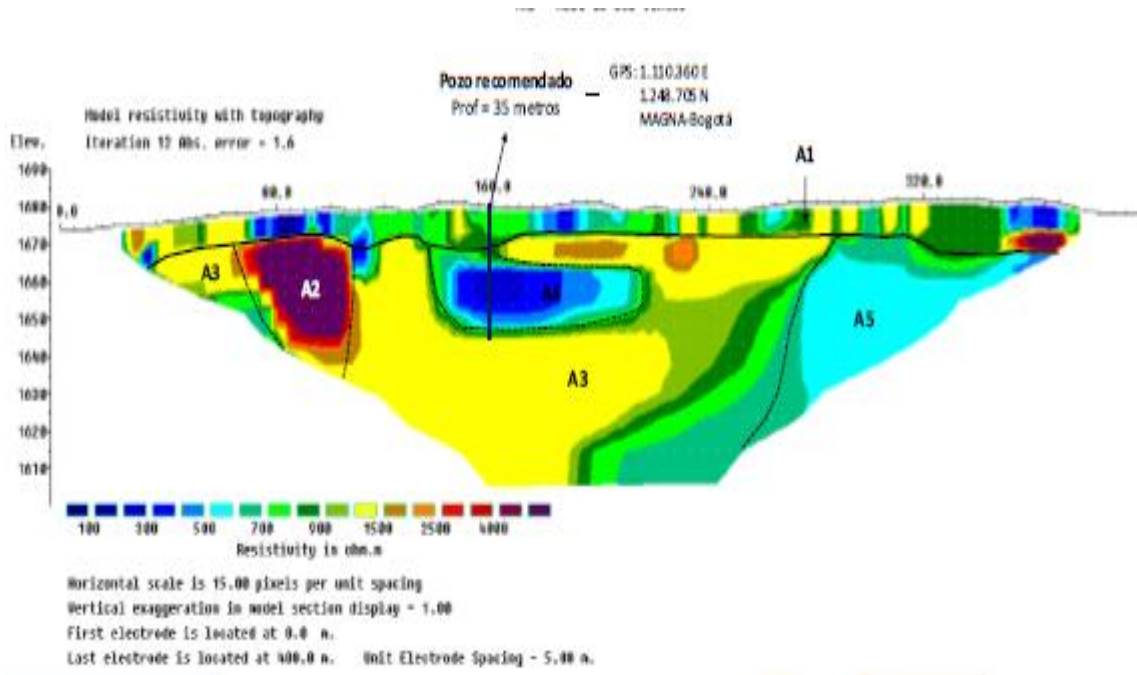 Pozo recomendado
Prof = 35 metros
GPS: 1.110.360 E
1.248.705 N
MAGNA-Bogotá
Model resistivity with topography
Iteration 12 Abs. error = 1.6
Elev.
A1
1690
1680
1670
1660
1650
1640
1630
1620
1610
0.0
80.0
160.0
240.0
320.0
A3
A2
A5
A3
100 300 500 700 900 1500 2500 4000
Resistivity in ohm.m
Horizontal scale is 15.00 pixels per unit spacing
Vertical exaggeration in model section display = 1.00
First electrode is located at 0.0 m.
Last electrode is located at 400.0 m. Unit Electrode Spacing = 5.00 m.